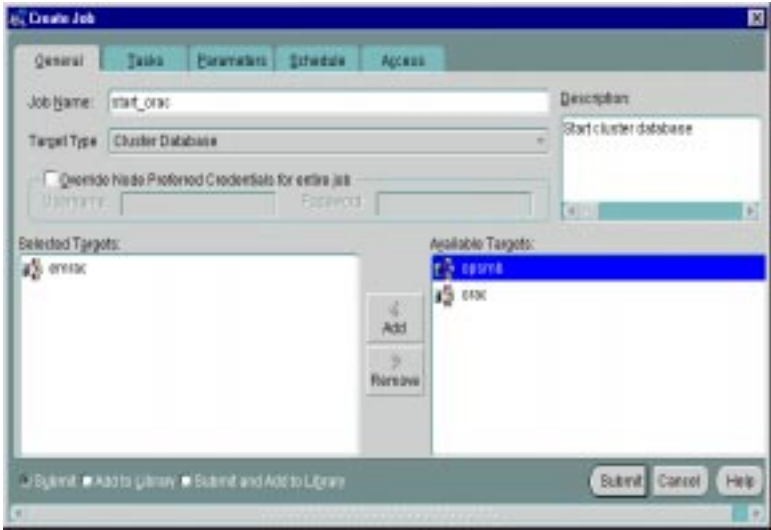 Create Job
General Tasks Parameters Schedule Access
Job Name: start_orac
Description:
Start cluster database
Target Type Cluster Database
Override Node Preferred Credentials for entire job
Username: Password
Selected Targets:
Available Targets:
emrac
opsmit
orac
Add
Remove
Submit Add to Library Submit and Add to Library
Submit Cancel Help